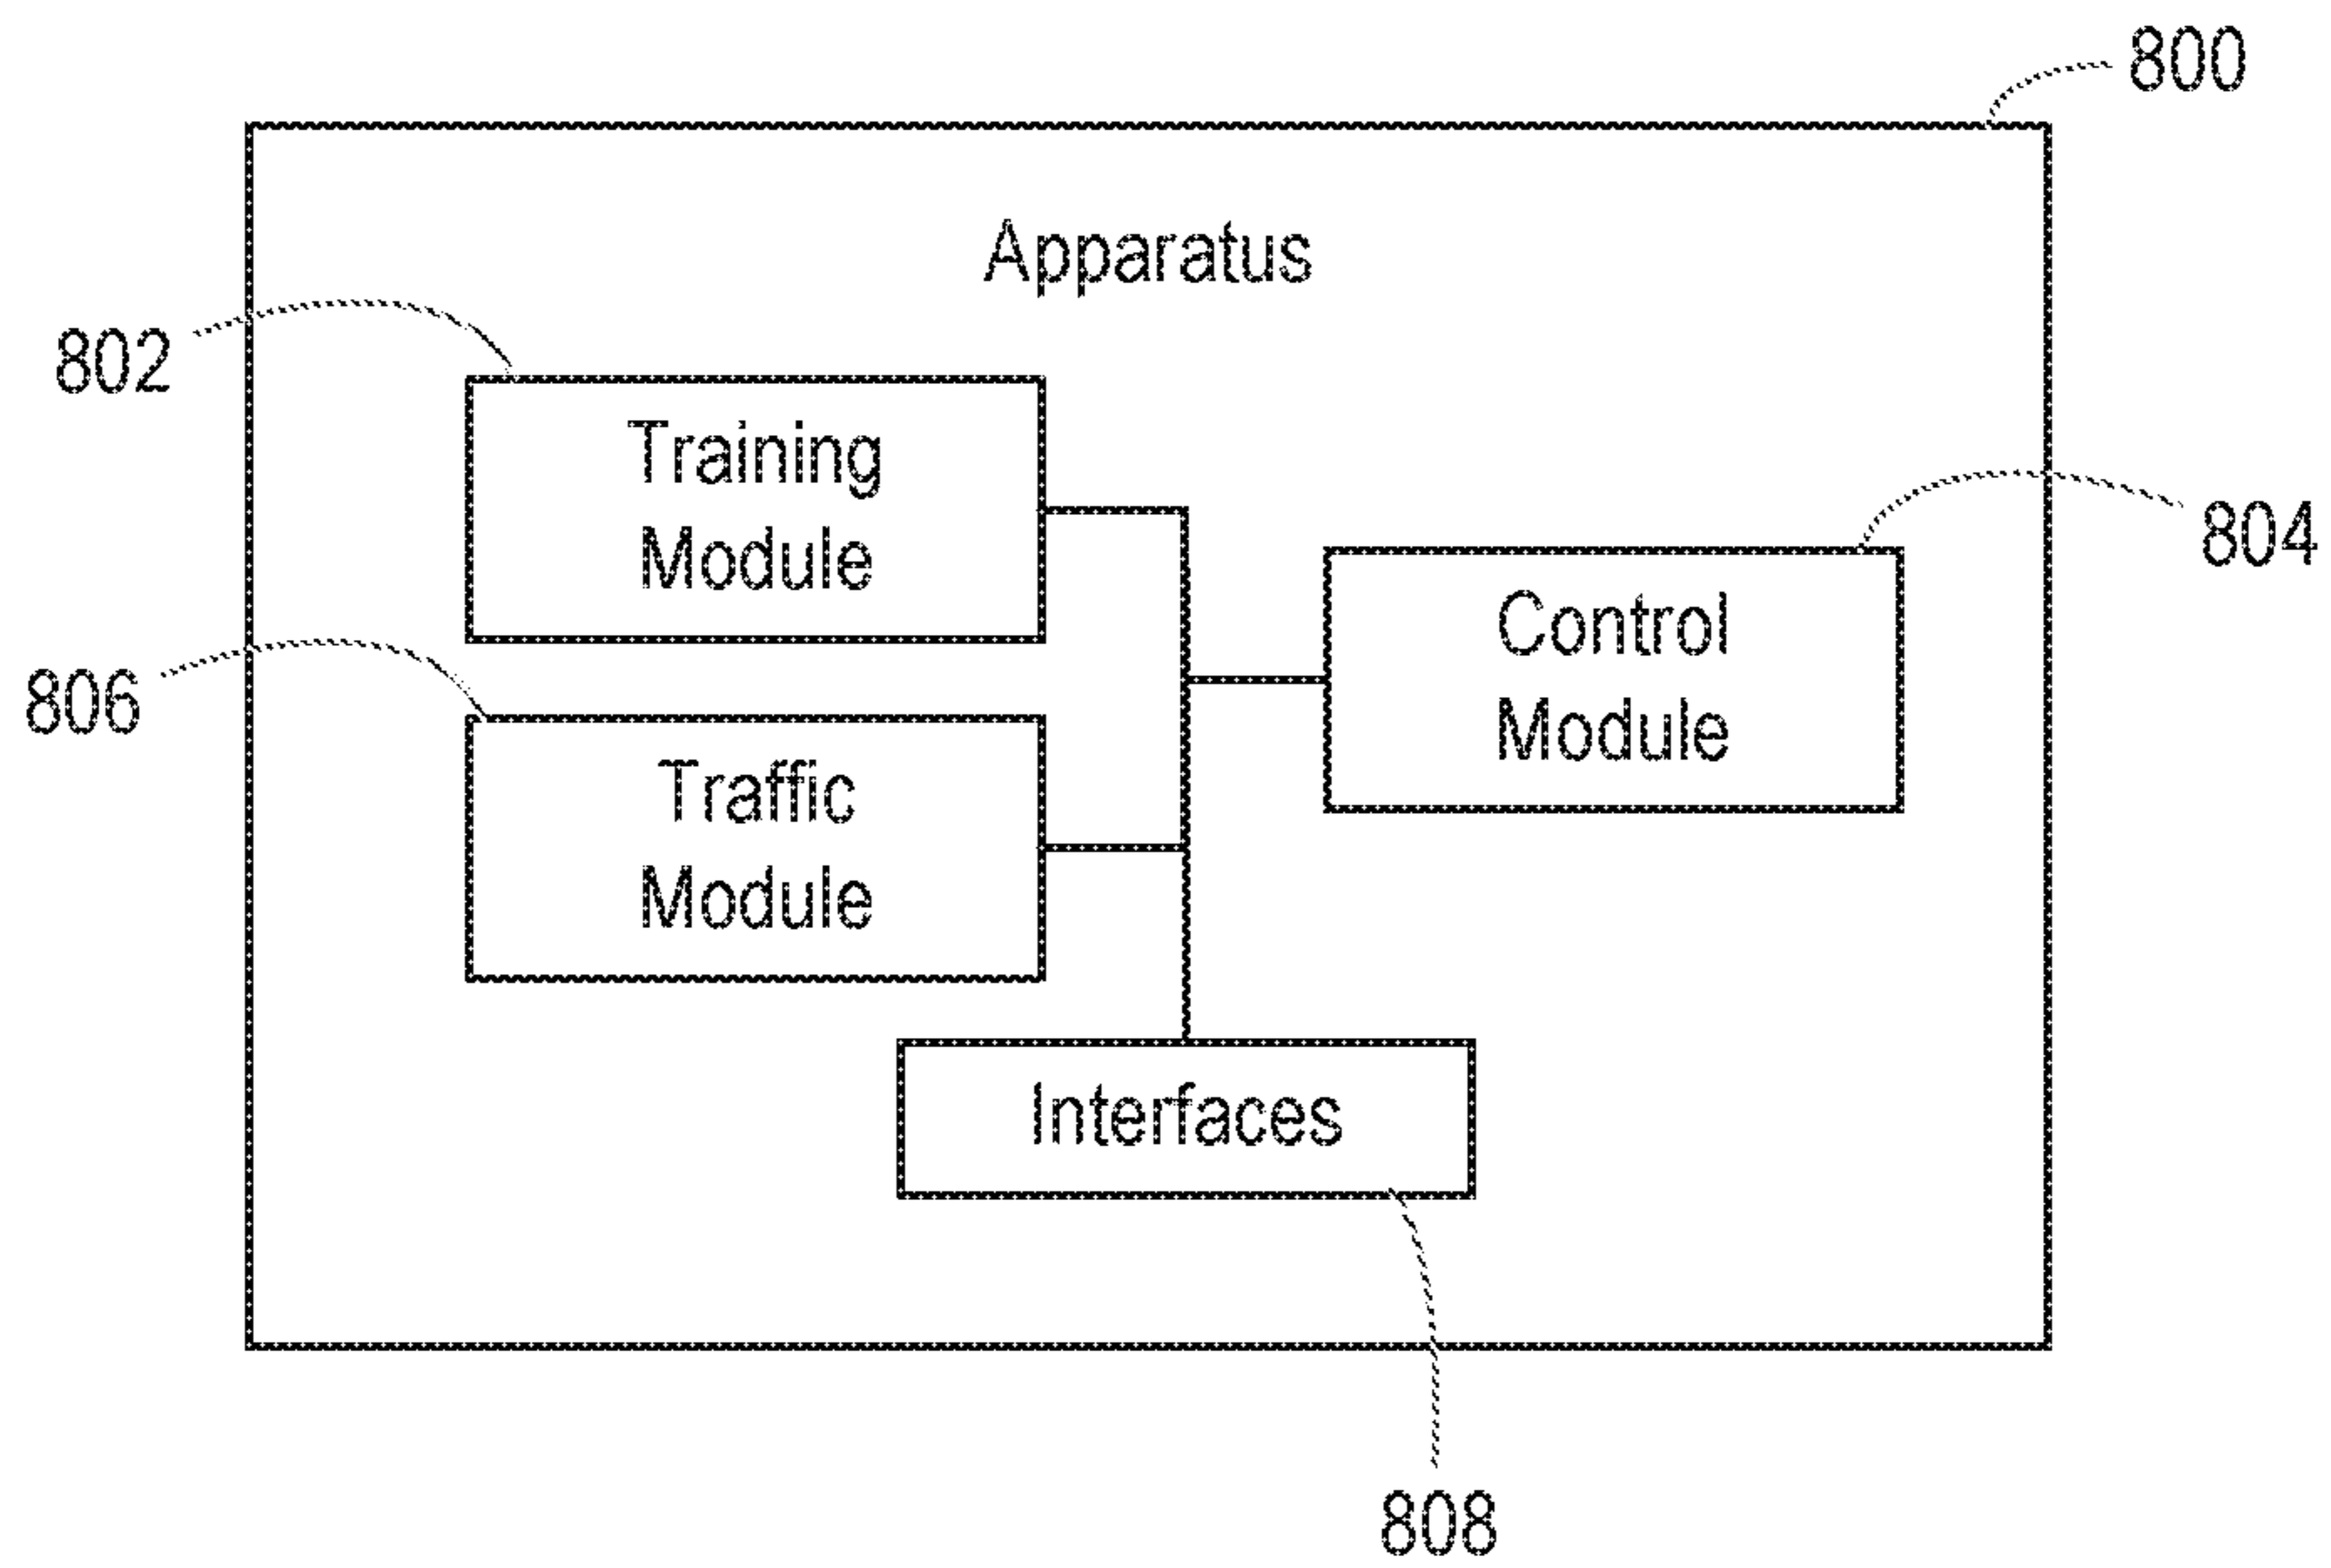 800
Apparatus
802
Training
Module
804
Control
Module
806
Traffic
Module
Interfaces
808